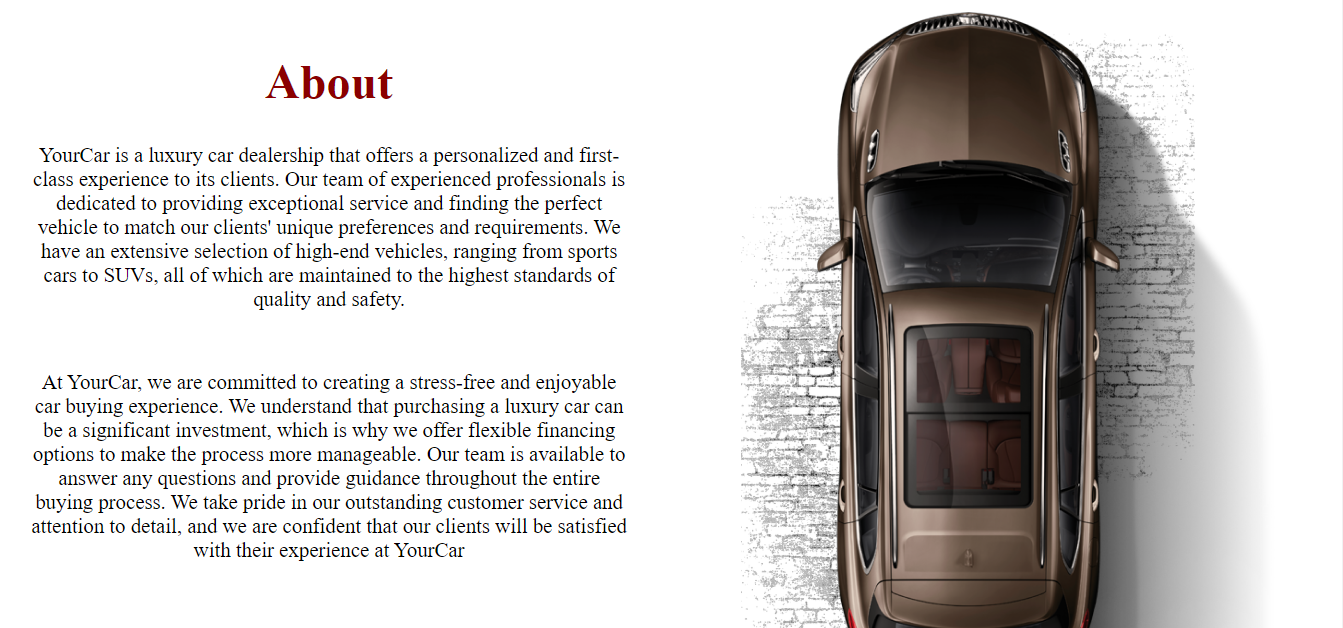 About
YourCar is a luxury car dealership that offers a personalized and first-
class experience to its clients. Our team of experienced professionals is
dedicated to providing exceptional service and finding the perfect
vehicle to match our clients' unique preferences and requirements. We
have an extensive selection of high-end vehicles, ranging from sports
cars to SUVs, all of which are maintained to the highest standards of
quality and safety.
At YourCar, we are committed to creating a stress-free and enjoyable
car buying experience. We understand that purchasing a luxury car can
be a significant investment, which is why we offer flexible financing
options to make the process more manageable. Our team is available to
answer any questions and provide guidance throughout the entire
buying process. We take pride in our outstanding customer service and
attention to detail, and we are confident that our clients will be satisfied
with their experience at YourCar